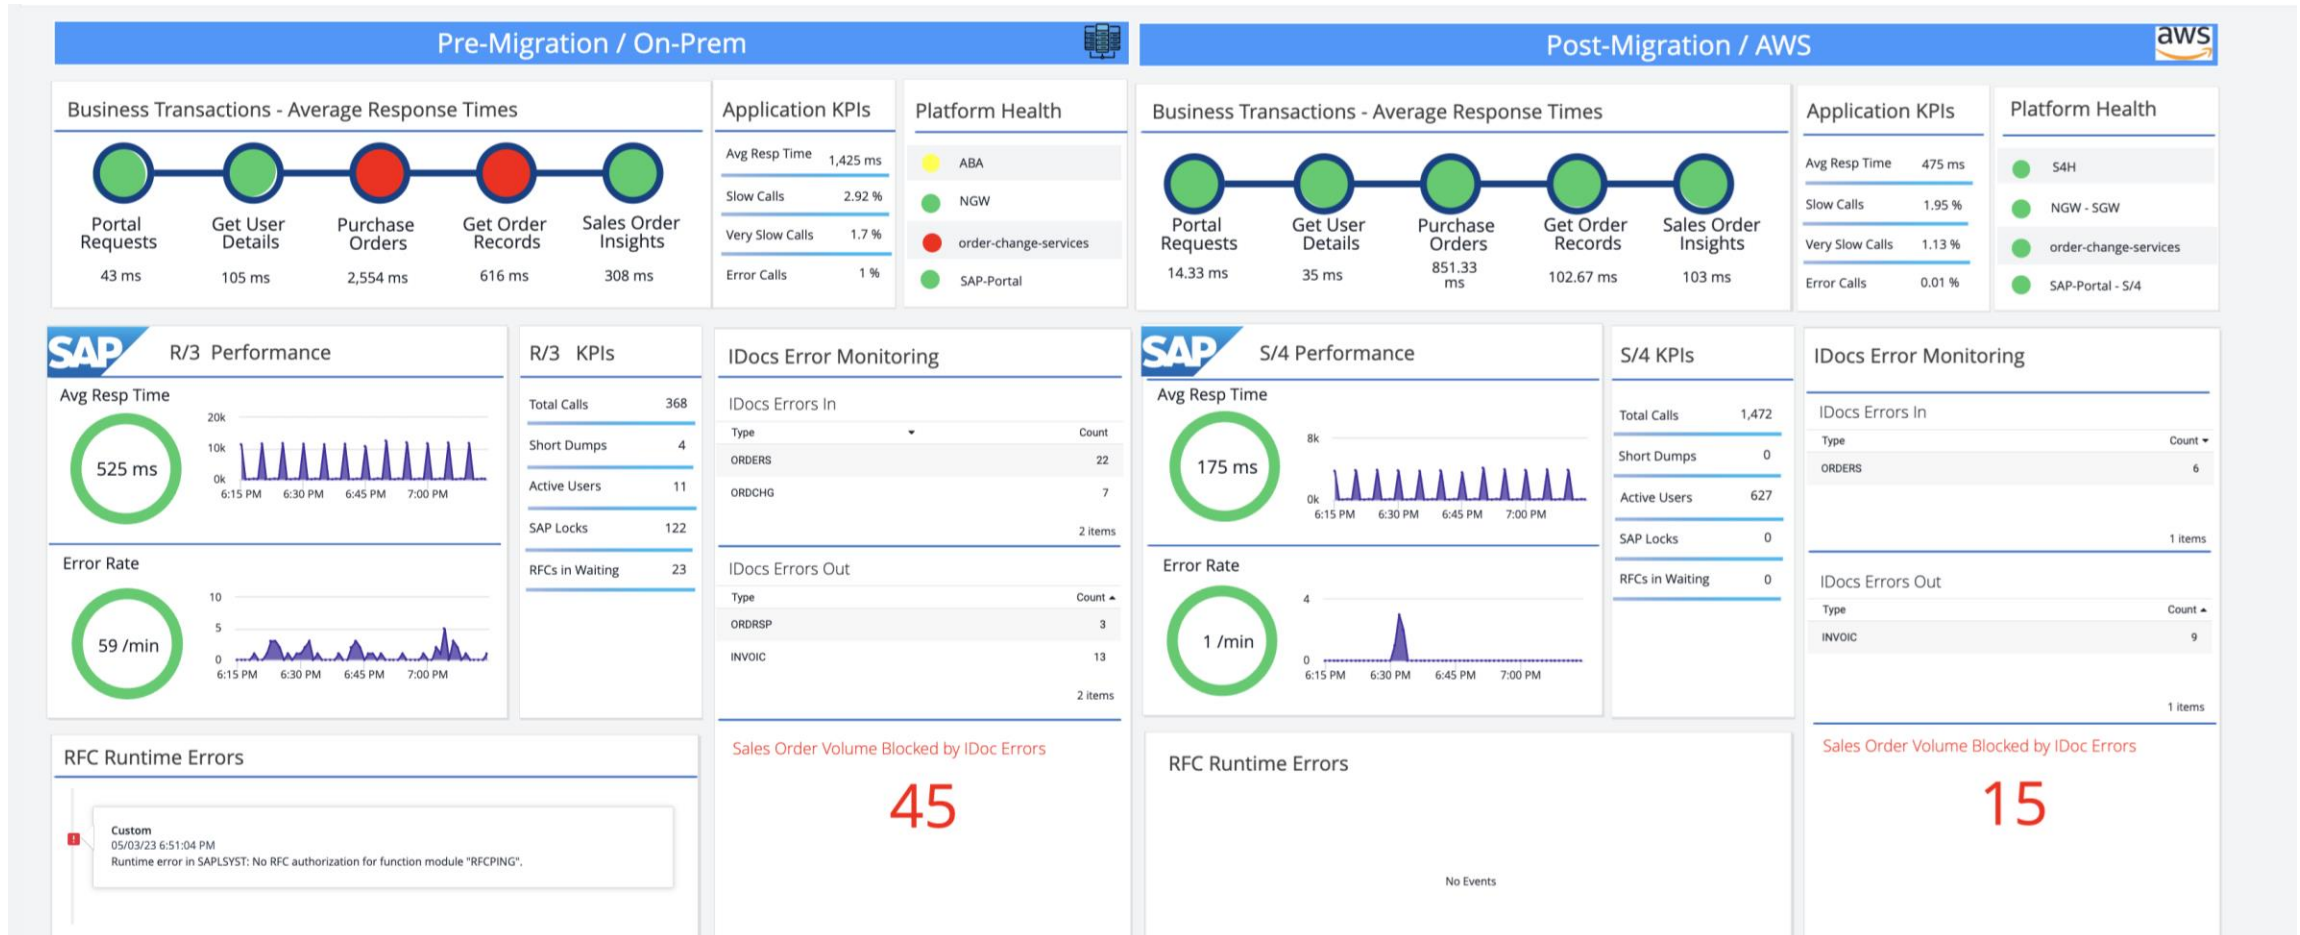 Pre-Migration / On-Prem
Business Transactions - Average Response Times
Portal
Requests
43 ms
Get User
Details
105 ms
Purchase
Orders
2,554 ms
Get Order
Records
616 ms
Sales Order
Insights
308 ms
Application KPIs
Avg Resp Time 1,425 ms
Slow Calls 2.92 %
Very Slow Calls 1.7 %
Error Calls 1 %
Platform Health
ABA
NGW
order-change-services
SAP-Portal
SAP R/3 Performance
Avg Resp Time
525 ms
20k
10k
0k
6:15 PM 6:30 PM 6:45 PM 7:00 PM
Error Rate
59 /min
10
5
0
6:15 PM 6:30 PM 6:45 PM 7:00 PM
R/3 KPIs
Total Calls 368
Short Dumps 4
Active Users 11
SAP Locks 122
RFCs in Waiting 23
IDocs Error Monitoring
IDocs Errors In
Type Count
ORDERS 22
ORDCHG 7
2 items
IDocs Errors Out
Type Count
ORDRSP 3
INVOIC 13
2 items
Sales Order Volume Blocked by IDoc Errors
45
RFC Runtime Errors
Custom
05/03/23 6:51:04 PM
Runtime error in SAPLSYST: No RFC authorization for function module "RFCPING".
Post-Migration / AWS
aws
Business Transactions - Average Response Times
Portal
Requests
14.33 ms
Get User
Details
35 ms
Purchase
Orders
851.33
ms
Get Order
Records
102.67 ms
Sales Order
Insights
103 ms
Application KPIs
Avg Resp Time 475 ms
Slow Calls 1.95 %
Very Slow Calls 1.13 %
Error Calls 0.01 %
Platform Health
S4H
NGW - SGW
order-change-services
SAP-Portal - S/4
SAP S/4 Performance
Avg Resp Time
175 ms
8k
0k
6:15 PM 6:30 PM 6:45 PM 7:00 PM
Error Rate
1 /min
4
0
6:15 PM 6:30 PM 6:45 PM 7:00 PM
S/4 KPIs
Total Calls 1,472
Short Dumps 0
Active Users 627
SAP Locks 0
RFCs in Waiting 0
IDocs Error Monitoring
IDocs Errors In
Type Count
ORDERS 6
1 items
IDocs Errors Out
Type Count
INVOIC 9
1 items
Sales Order Volume Blocked by IDoc Errors
15
RFC Runtime Errors
No Events